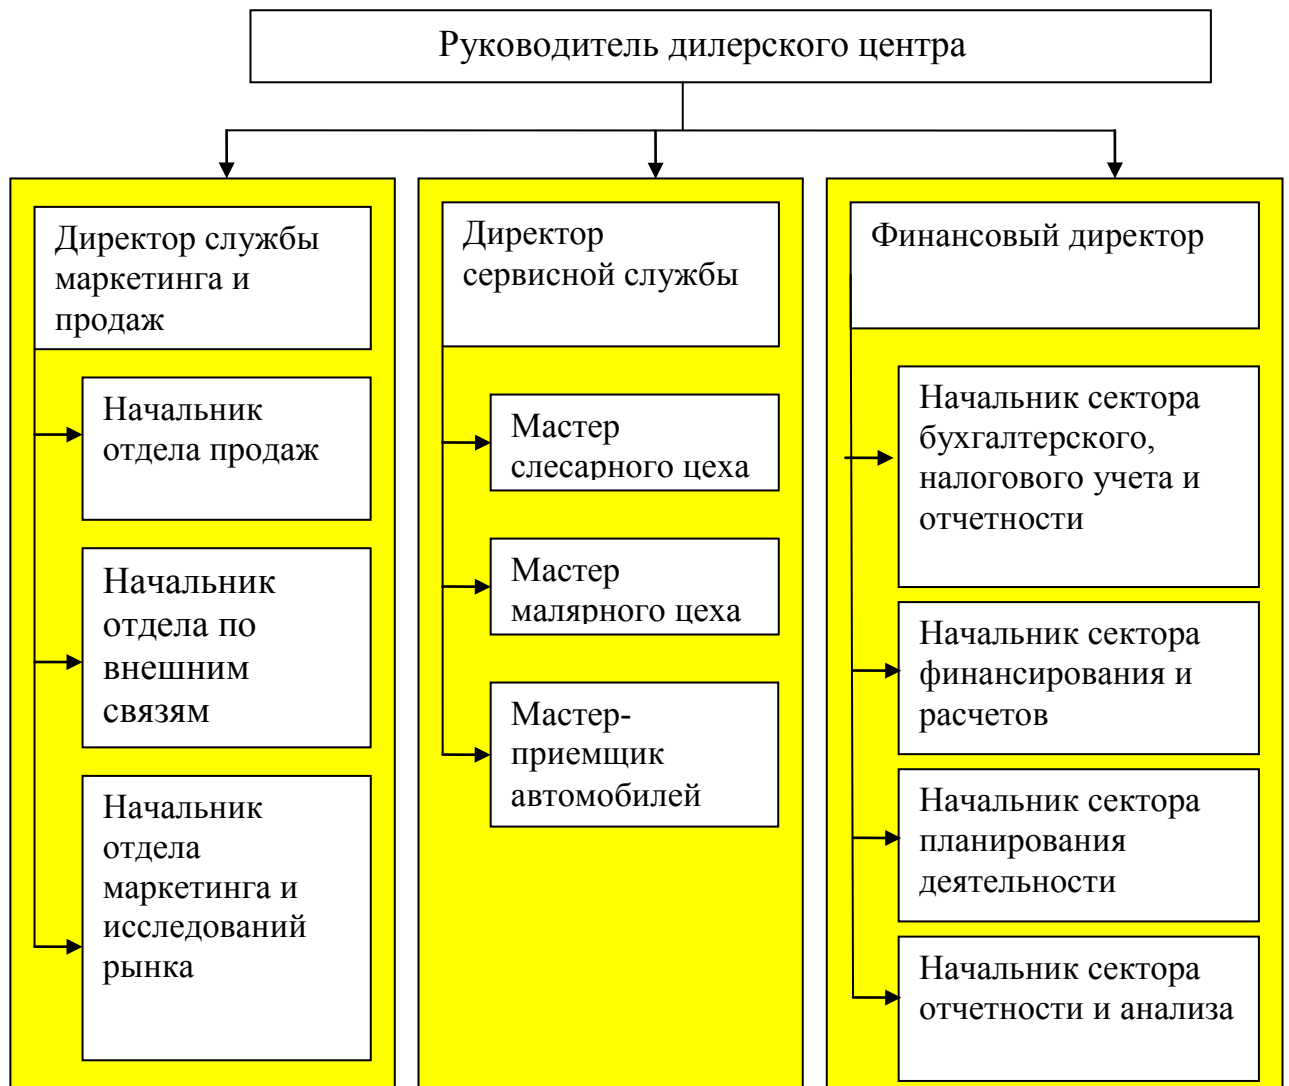 Руководитель дилерского центра
Директор службы
маркетинга и
продаж
Начальник
отдела продаж
Начальник
отдела по
внешним
связям
Начальник
отдела
маркетинга и
исследований
рынка
Директор
сервисной службы
Мастер
слесарного цеха
Мастер
малярного цеха
Мастер-
приемщик
автомобилей
Финансовый директор
Начальник сектора
бухгалтерского,
налогового учета и
отчетности
Начальник сектора
финансирования и
расчетов
Начальник сектора
планирования
деятельности
Начальник сектора
отчетности и анализа